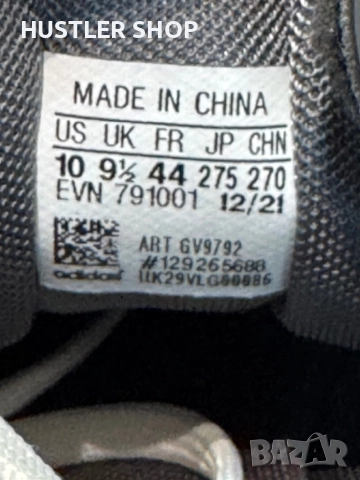 HUSTLER SHOP
MADE IN CHINA
US UK FR JP CHN
10 9½ 44 275 270
EVN 791001 12/21
ART GV9792
#129265688
adidas
BAZAR